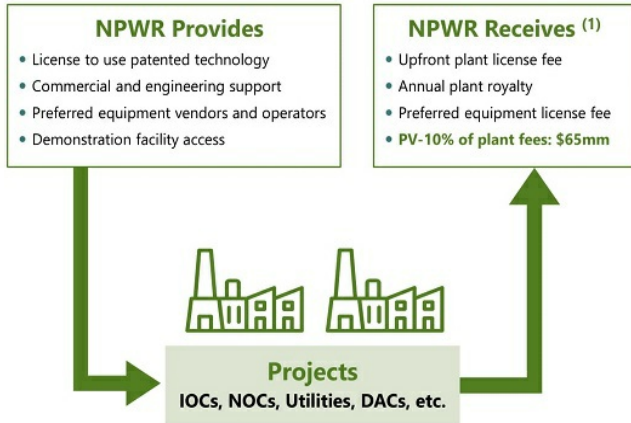 NPWR Provides
• License to use patented technology
• Commercial and engineering support
• Preferred equipment vendors and operators
• Demonstration facility access
NPWR Receives (1)
• Upfront plant license fee
• Annual plant royalty
• Preferred equipment license fee
• PV-10% of plant fees: $65mm
Projects
IOCs, NOCs, Utilities, DACs, etc.